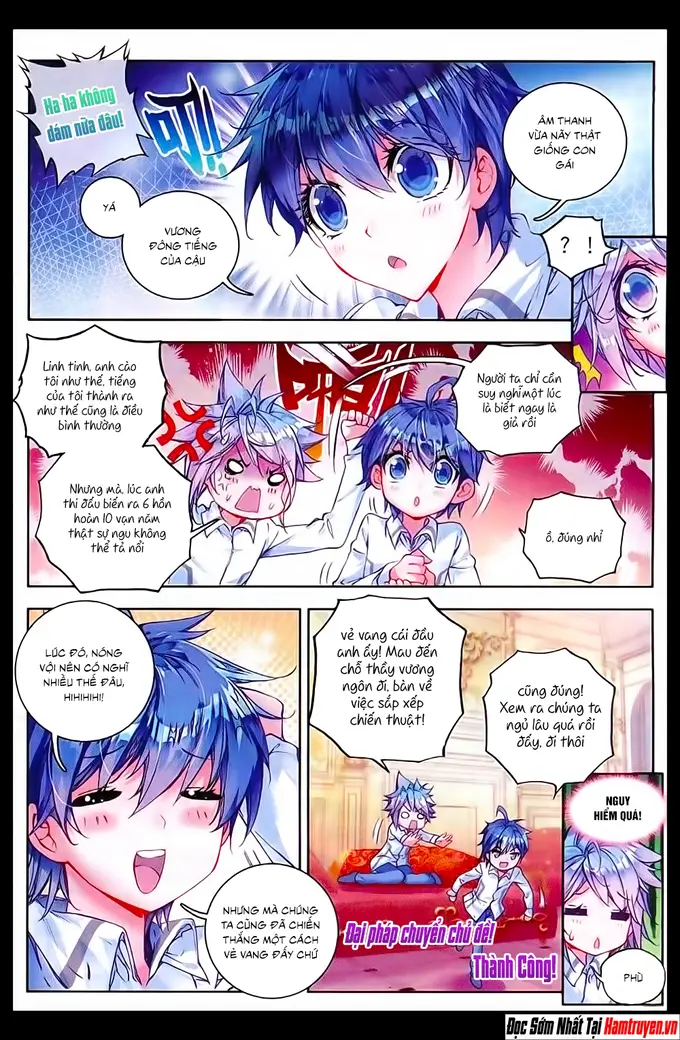 Ha ha không
dám nữa đâu!
叮!!
YÁ
VƯƠNG
ĐÔNG TIẾNG
CỦA CẬU
ÂM THANH
VỪA NÃY THẬT
GIỐNG CON
GÁI
? !
Linh tinh, anh cào
tôi như thế, tiếng
của tôi thành ra
như thế cũng là điều
bình thường
Nhưng mà, lúc anh
thi đấu biến ra 6 hồn
hoàn 10 vạn năm
thật sự ngu không
thể tả nổi
Người ta chỉ cần
suy nghĩ một lúc
là biết ngay là
giả rồi
ồ, đúng nhỉ
LÚC ĐÓ, NÓNG
VỘI NÊN CÓ NGHĨ
NHIỀU THẾ ĐÂU,
HIHIHIHI!
NHƯNG MÀ CHÚNG
TA CŨNG ĐÃ CHIẾN
THẮNG MỘT CÁCH
VẺ VANG ĐẤY CHỨ
vẻ vang cái đầu
anh ấy! Mau đến
chỗ thầy vương
ngôn đi, bàn về
việc sắp xếp
chiến thuật!
cũng đúng!
Xem ra chúng ta
ngủ lâu quá rồi
đấy, đi thôi
Đại pháp chuyển chủ đề!
Thành Công!
NGUY
HIỂM QUÁ!
PHÙ
Đọc Sớm Nhất Tại Hamtruyen.vn